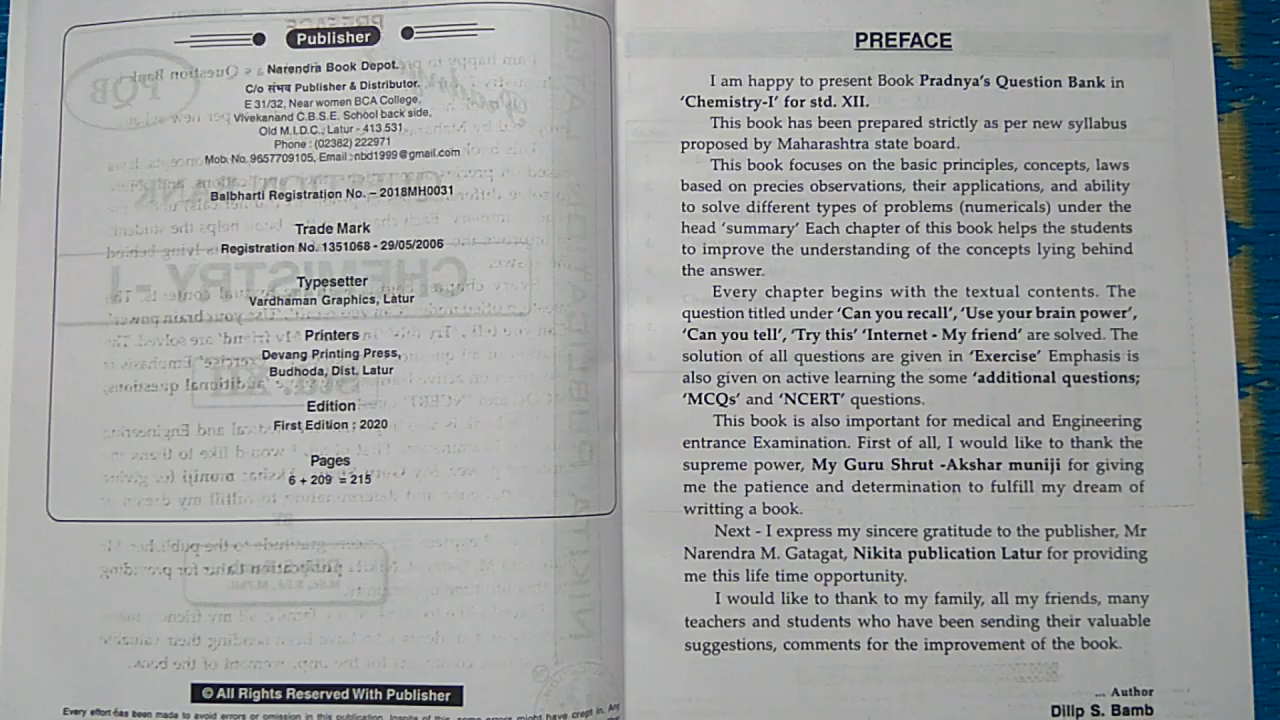 Publisher
Narendra Book Depot.
C/o संभव Publisher & Distributor.
E 31/32, Near women BCA College,
Vivekanand C.B.S.E. School back side,
Old M.I.D.C., Latur - 413 531
Phone : (02382) 222971
Mob. No. 9657709105, Email : nbd1999@gmail.com
Balbharti Registration No. – 2018MH0031
Trade Mark
Registration No. 1351068 - 29/05/2006
Typesetter
Vardhaman Graphics, Latur
Printers
Devang Printing Press,
Budhoda, Dist. Latur
Edition
First Edition : 2020
Pages
6 + 209 = 215
© All Rights Reserved With Publisher
Every effort has been made to avoid errors or omission in this publication. Inspite of this, some errors might have crept in. Any
PREFACE
I am happy to present Book Pradnya's Question Bank in
'Chemistry-I' for std. XII.
This book has been prepared strictly as per new syllabus
proposed by Maharashtra state board.
This book focuses on the basic principles, concepts, laws
based on precies observations, their applications, and ability
to solve different types of problems (numericals) under the
head 'summary' Each chapter of this book helps the students
to improve the understanding of the concepts lying behind
the answer.
Every chapter begins with the textual contents. The
question titled under 'Can you recall', 'Use your brain power',
'Can you tell', 'Try this' 'Internet - My friend' are solved. The
solution of all questions are given in 'Exercise' Emphasis is
also given on active learning the some 'additional questions;
'MCQs' and 'NCERT' questions.
This book is also important for medical and Engineering
entrance Examination. First of all, I would like to thank the
supreme power, My Guru Shrut -Akshar muniji for giving
me the patience and determination to fulfill my dream of
writting a book.
Next - I express my sincere gratitude to the publisher, Mr
Narendra M. Gatagat, Nikita publication Latur for providing
me this life time opportunity.
I would like to thank to my family, all my friends, many
teachers and students who have been sending their valuable
suggestions, comments for the improvement of the book.
... Author
Dilip S. Bamb